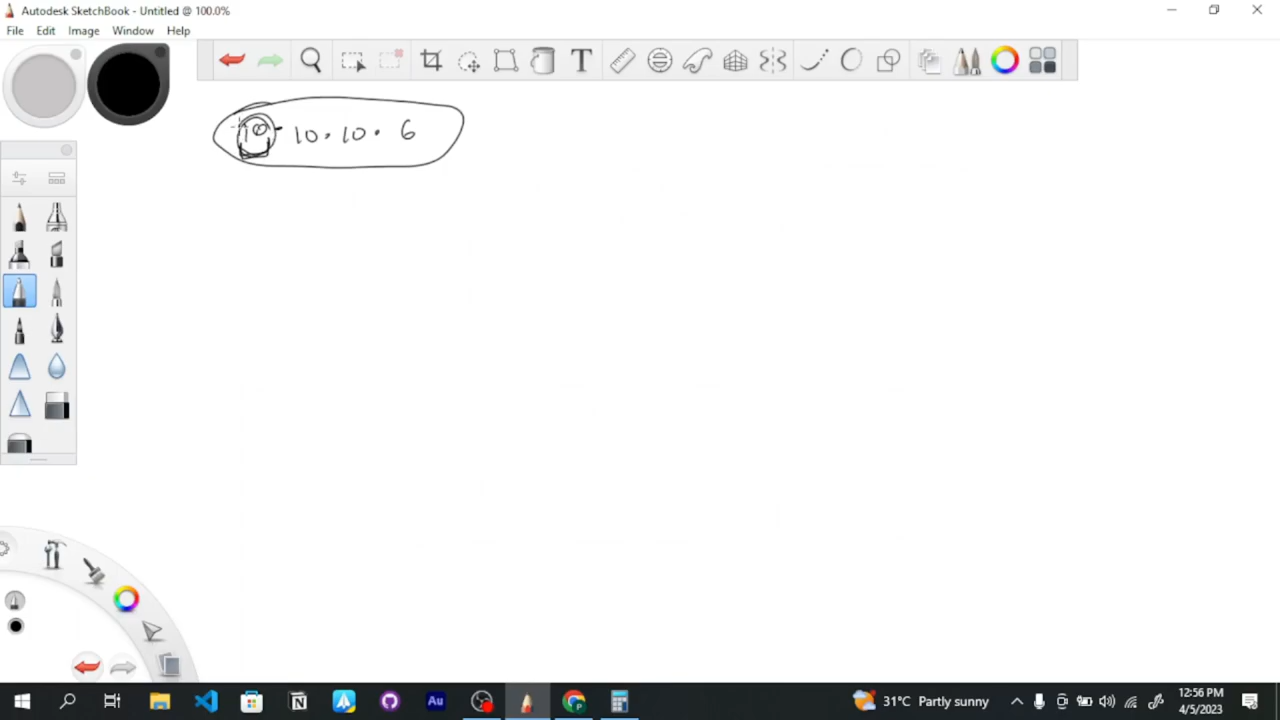 Autodesk SketchBook - Untitled @ 100.0%
File Edit Image Window Help
T
10 · 10 · 10 · 6
Au
31°C Partly sunny
12:56 PM
4/5/2023